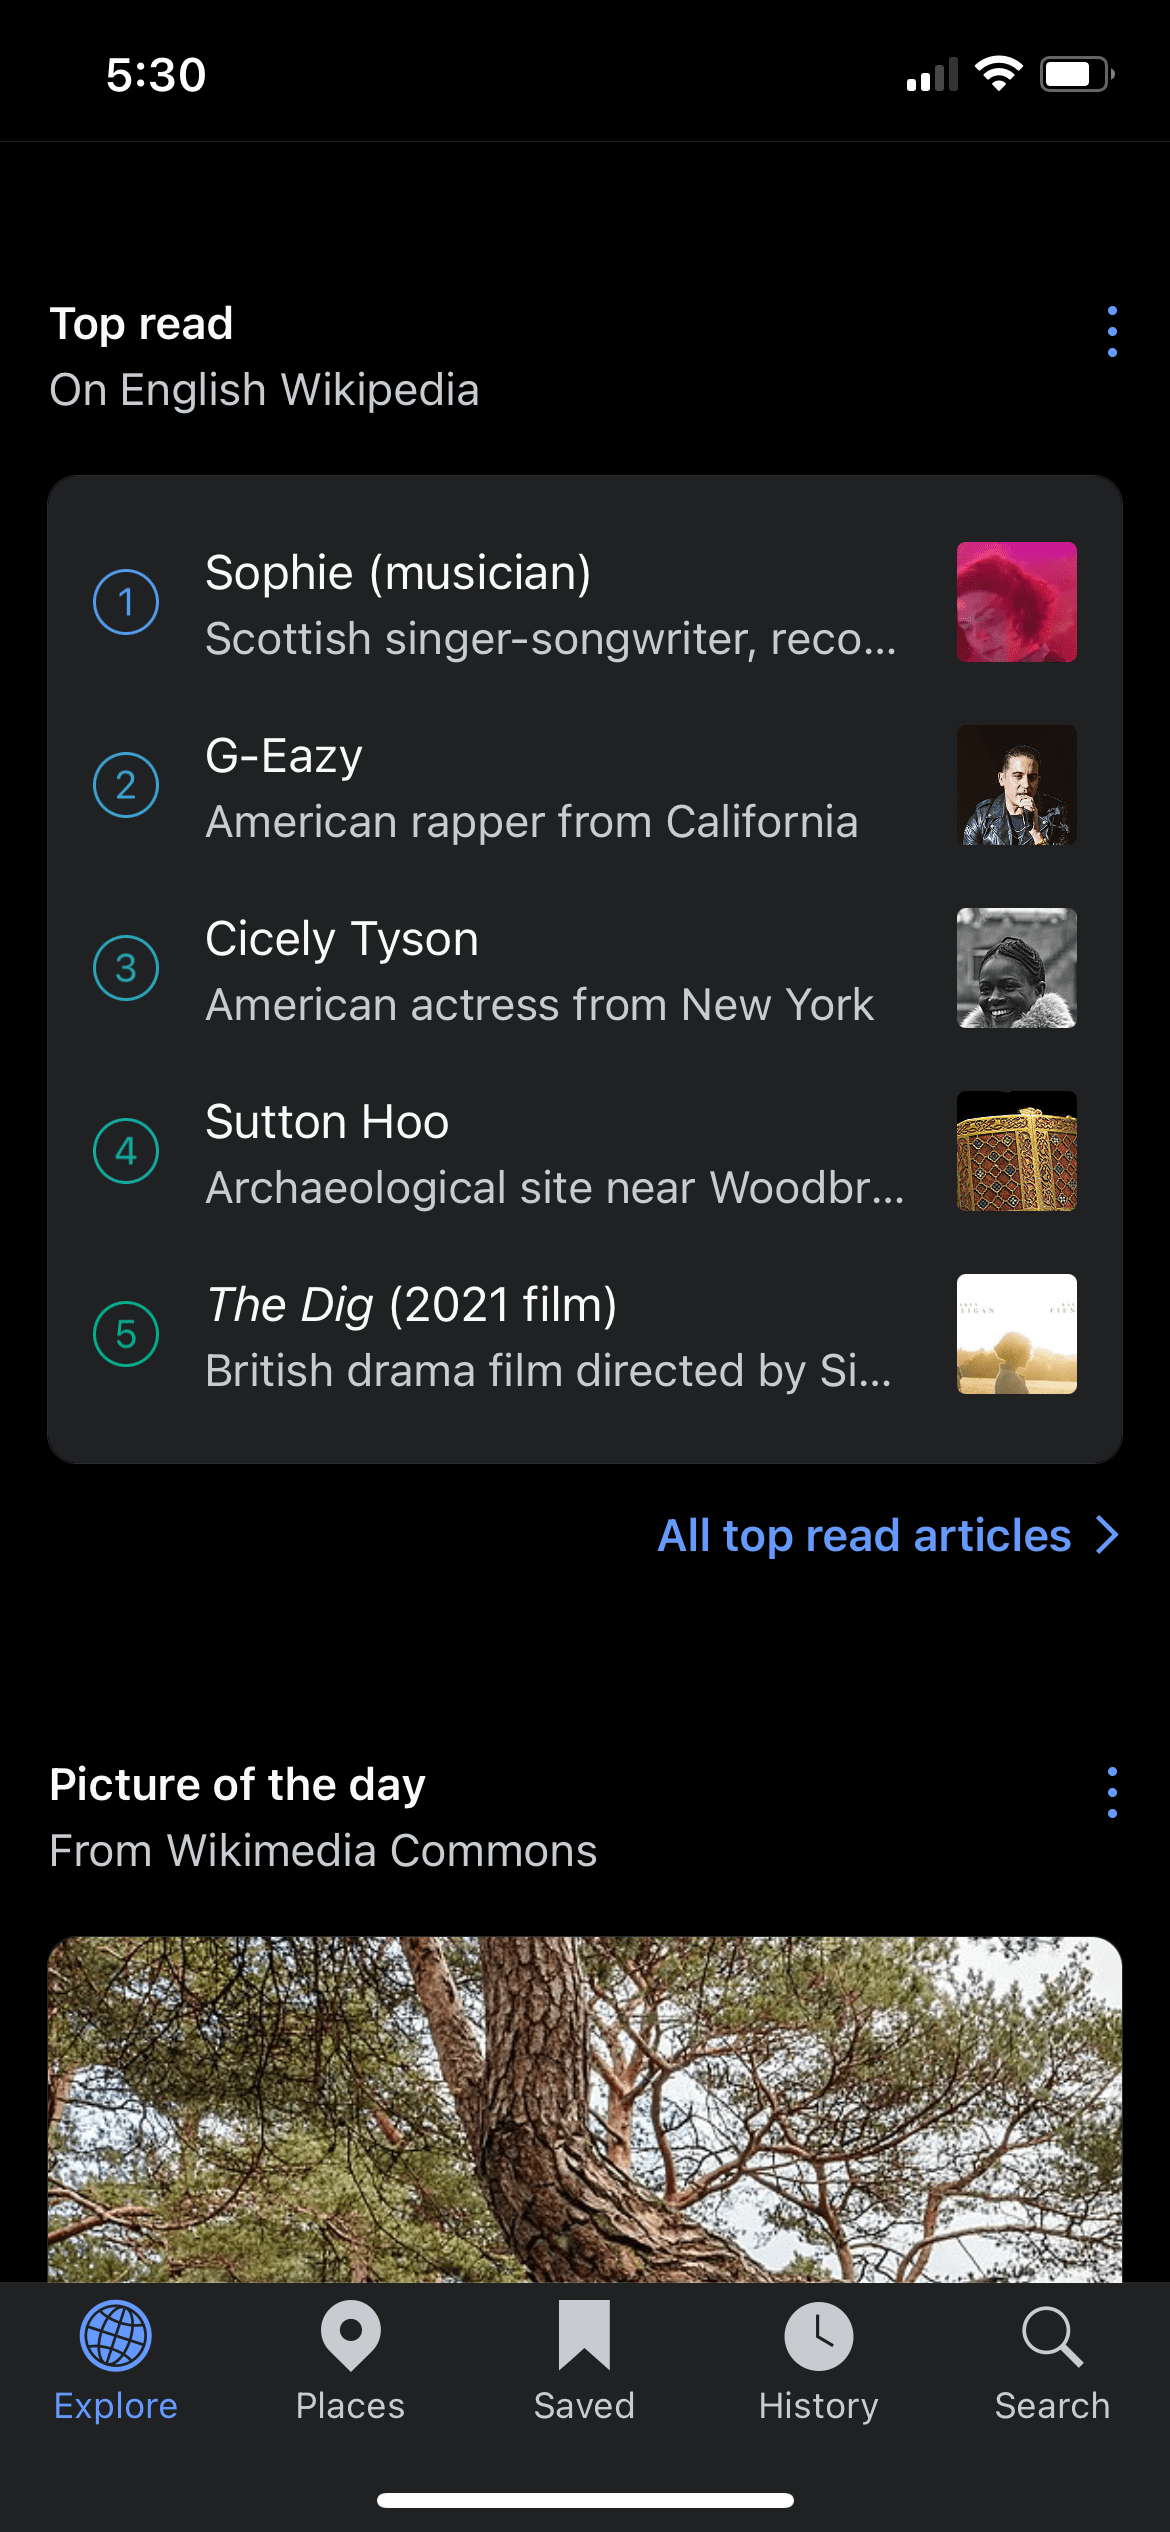 5:30
Top read
On English Wikipedia
1
Sophie (musician)
Scottish singer-songwriter, reco...
2
G-Eazy
American rapper from California
3
Cicely Tyson
American actress from New York
4
Sutton Hoo
Archaeological site near Woodbr...
5
The Dig (2021 film)
British drama film directed by Si...
LIGAN
FIEN
All top read articles
Picture of the day
From Wikimedia Commons
Explore
Places
Saved
History
Search